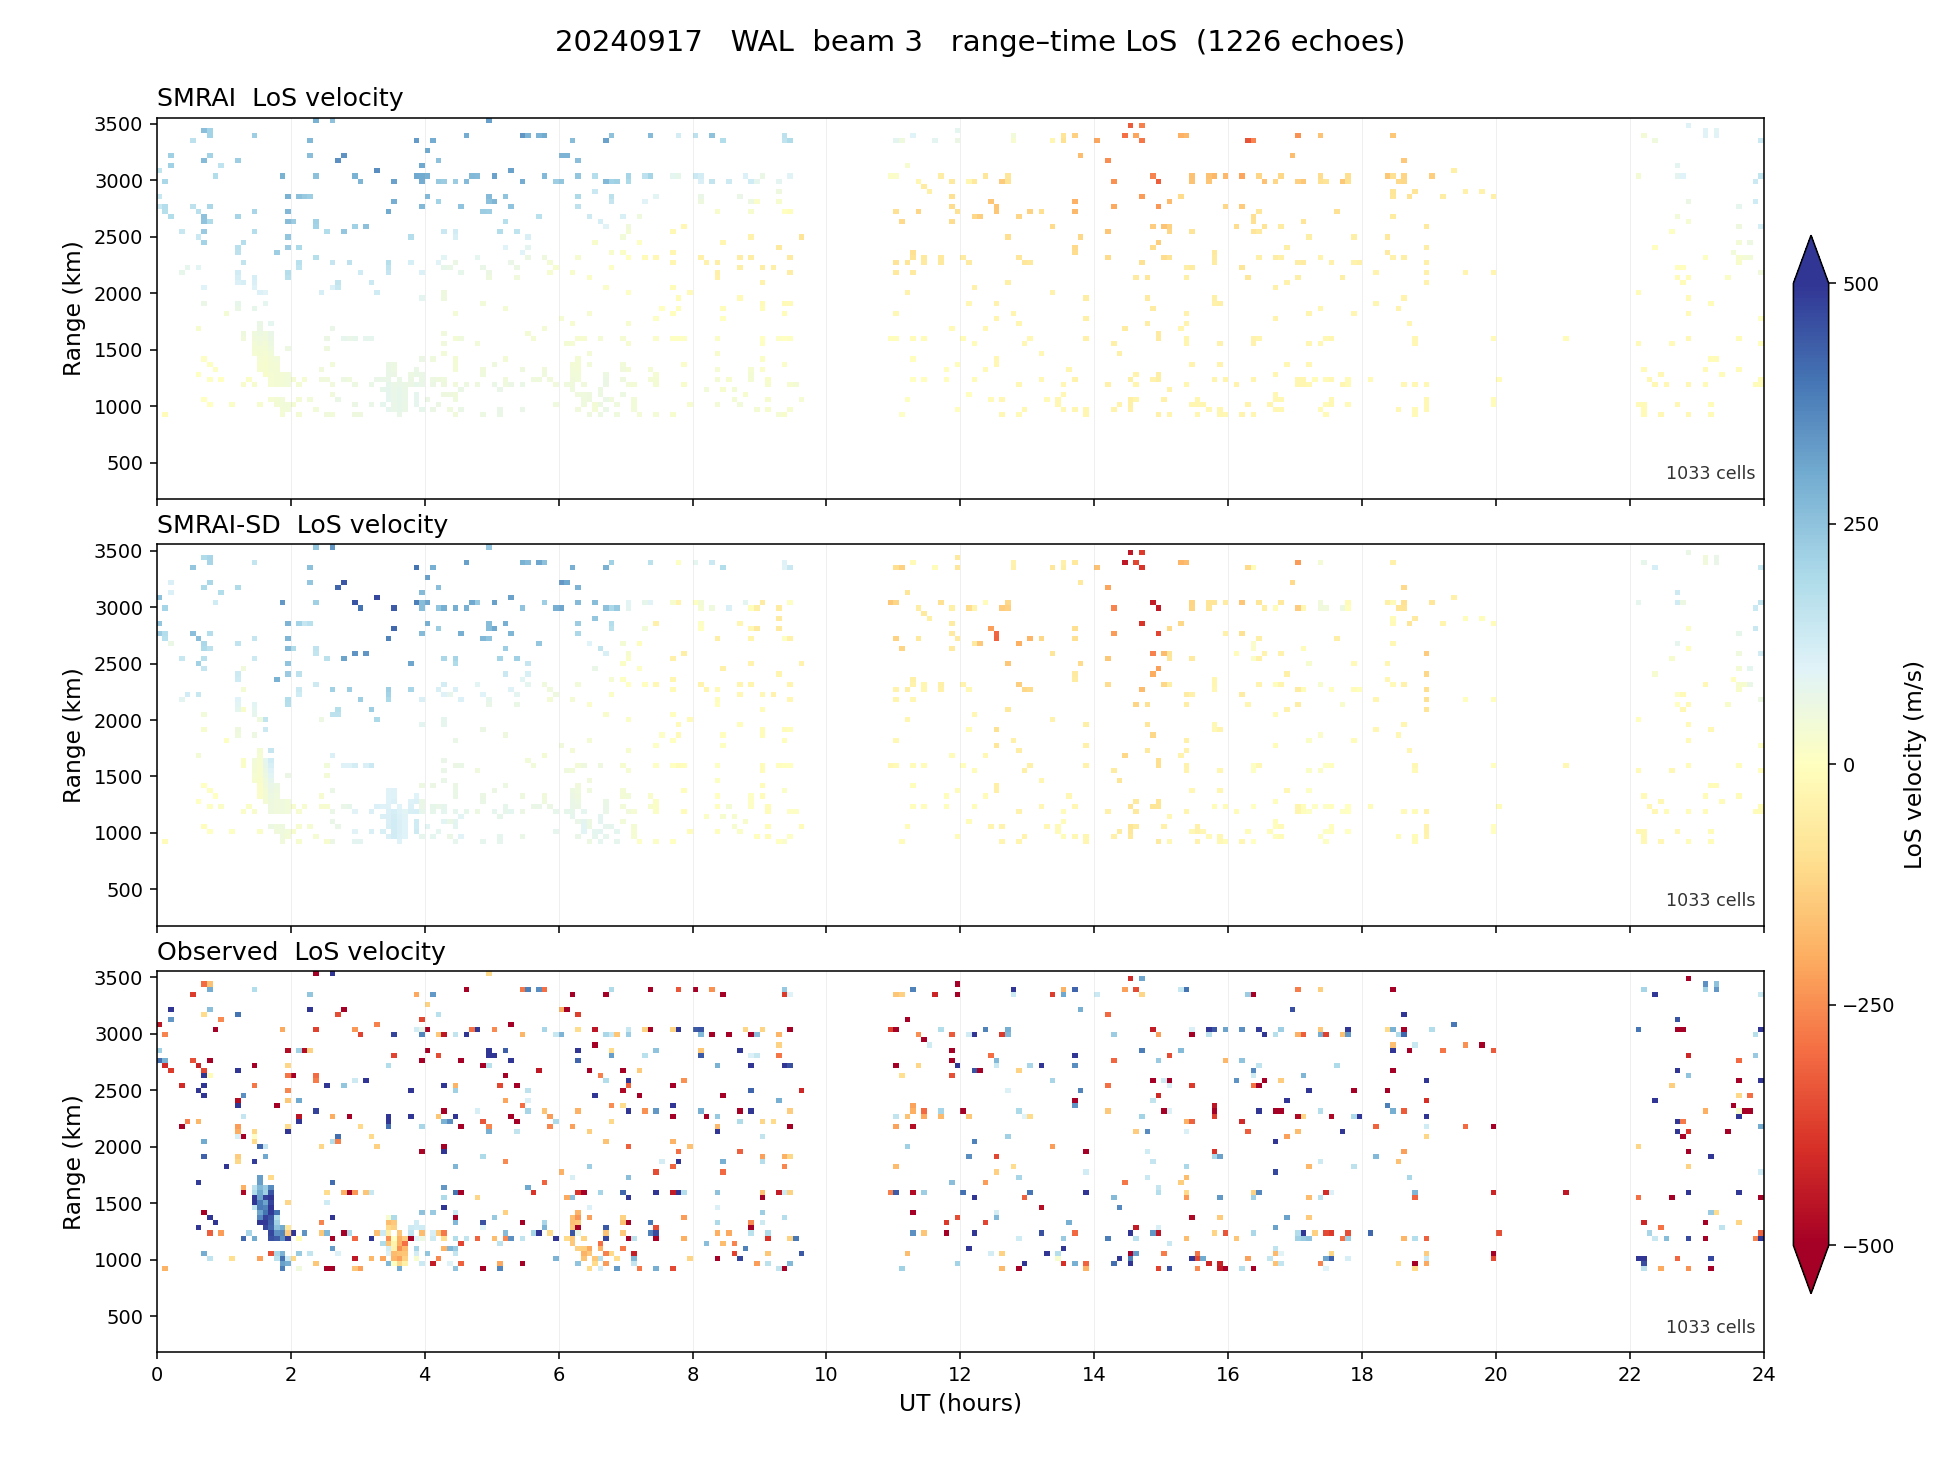 20240917 WAL beam 3 range–time LoS (1226 echoes)
SMRAI LoS velocity
3500
3000
2500
2000
1500
1000
500
Range (km)
1033 cells
SMRAI-SD LoS velocity
3500
3000
2500
2000
1500
1000
500
Range (km)
1033 cells
Observed LoS velocity
3500
3000
2500
2000
1500
1000
500
Range (km)
1033 cells
0 2 4 6 8 10 12 14 16 18 20 22 24
UT (hours)
500
250
0
−250
−500
LoS velocity (m/s)